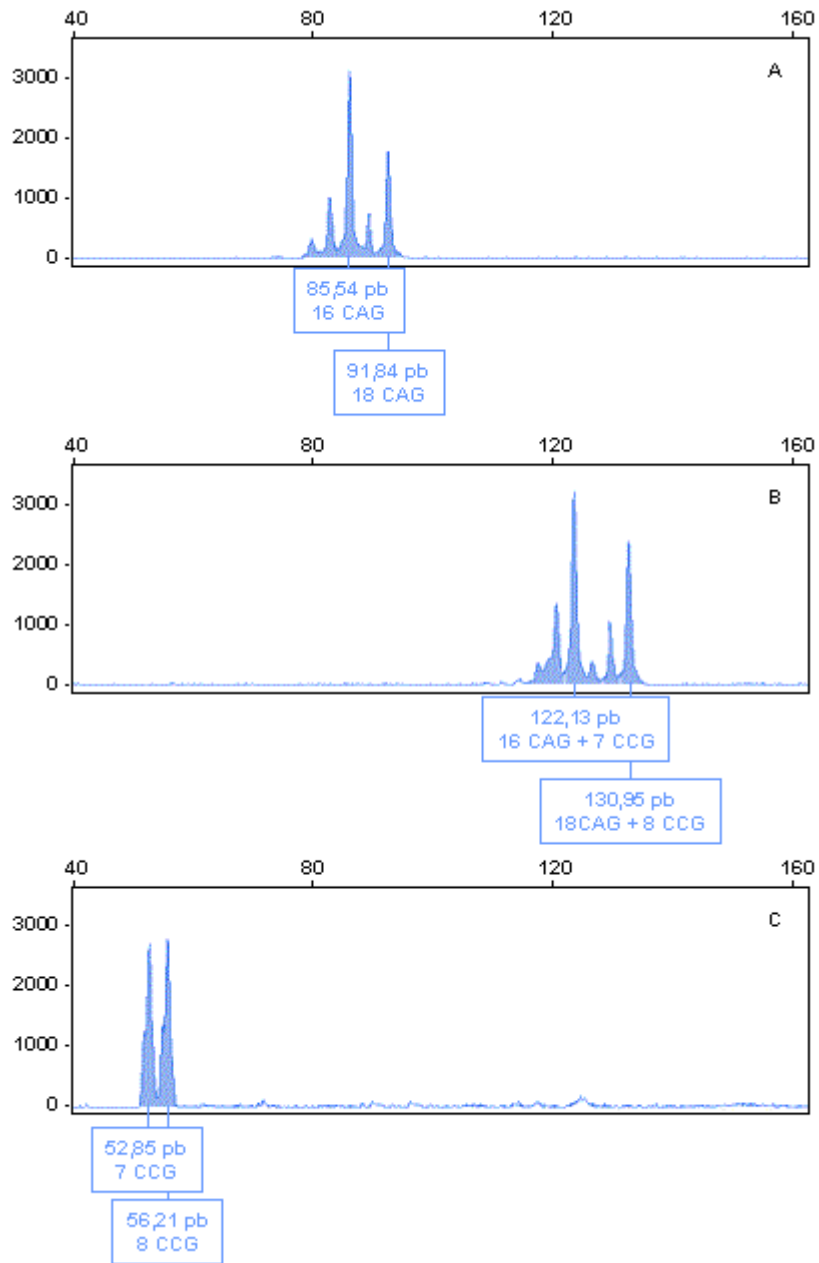 40 80 120 160
A
3000
2000
1000
0
85,54 pb
16 CAG
91,84 pb
18 CAG
40 80 120 160
B
3000
2000
1000
0
122,13 pb
16 CAG + 7 CCG
130,95 pb
18CAG + 8 CCG
40 80 120 160
C
3000
2000
1000
0
52,85 pb
7 CCG
56,21 pb
8 CCG